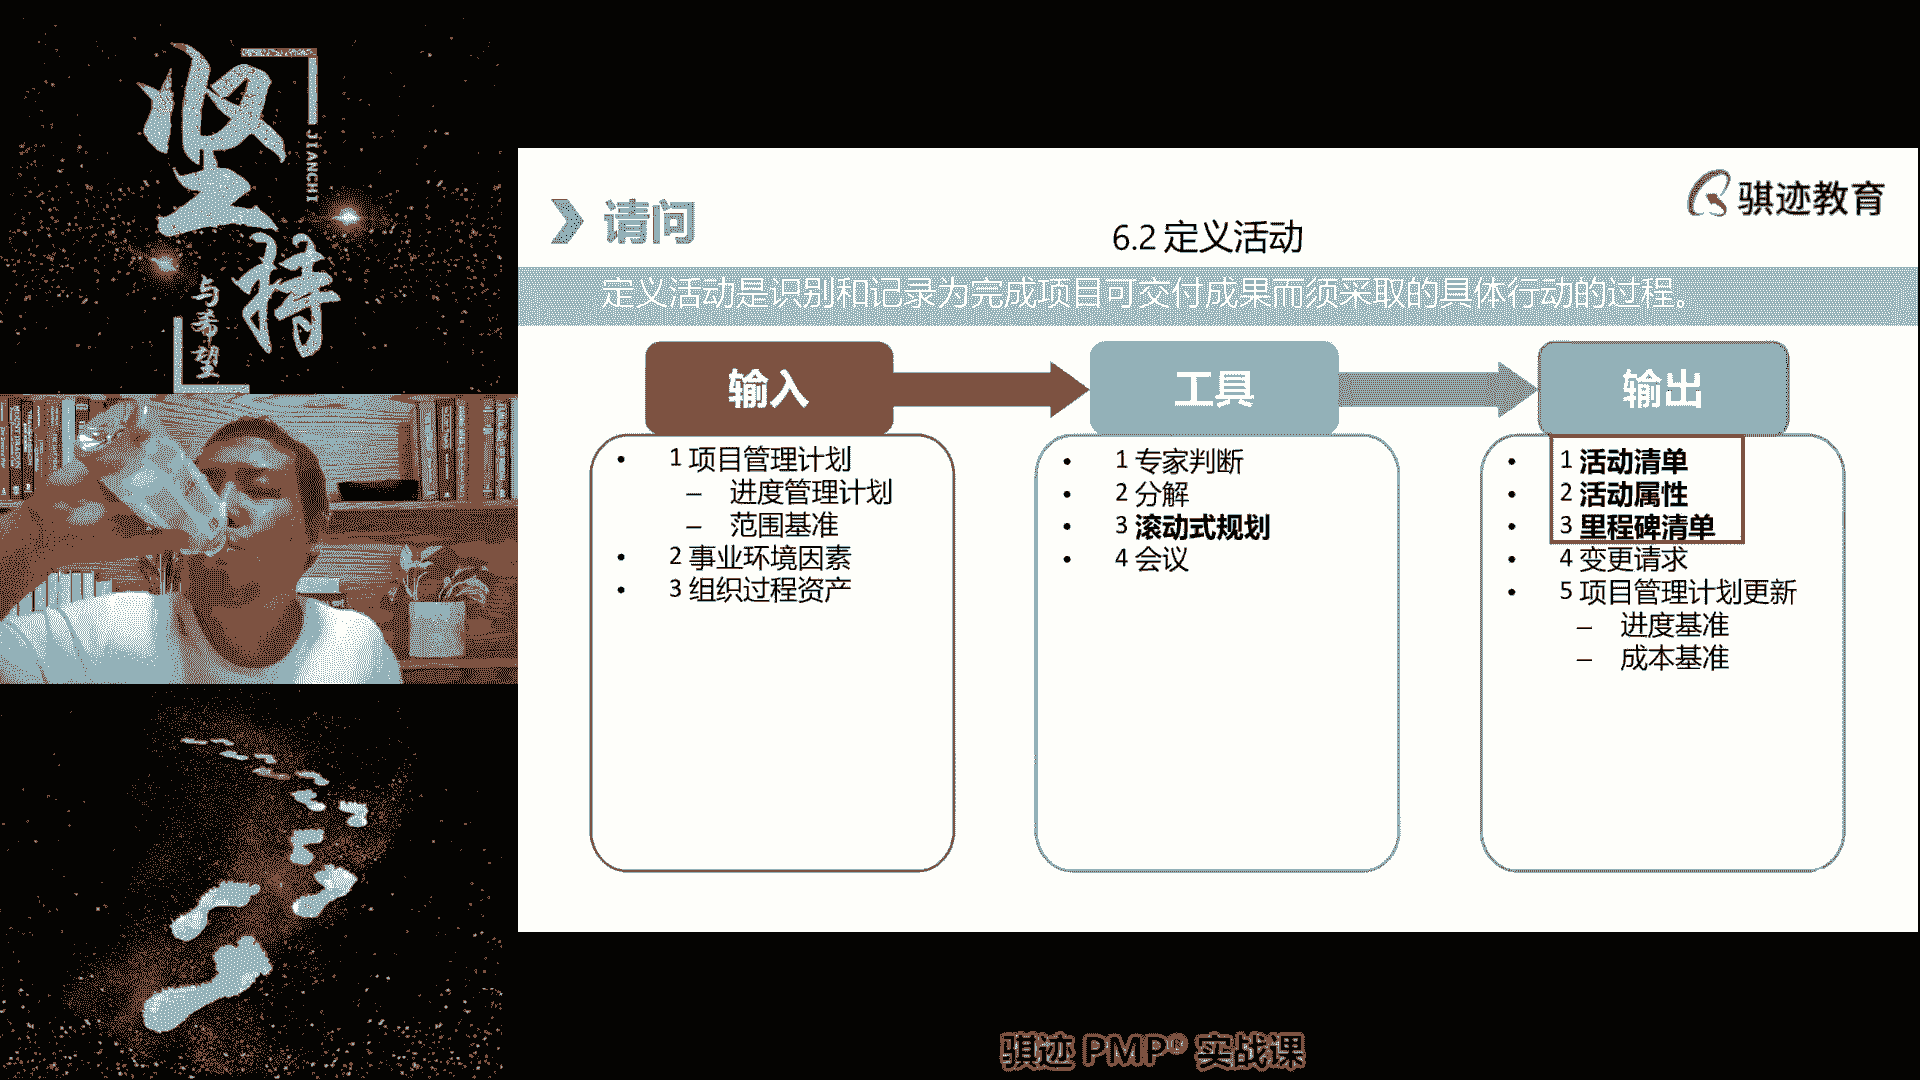 坚持
JIANCHI
与希望
请问
骐迹教育
6.2 定义活动
定义活动是识别和记录为完成项目可交付成果而须采取的具体行动的过程。
输入
• 1 项目管理计划
– 进度管理计划
– 范围基准
• 2 事业环境因素
• 3 组织过程资产
工具
• 1 专家判断
• 2 分解
• 3 滚动式规划
• 4 会议
输出
• 1 活动清单
• 2 活动属性
• 3 里程碑清单
• 4 变更请求
• 5 项目管理计划更新
– 进度基准
– 成本基准
骐迹 PMP® 实战课